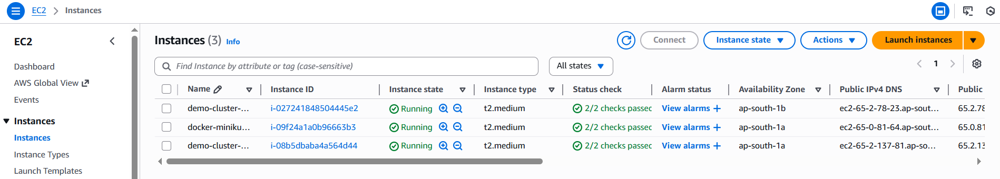 EC2 > Instances
EC2
Dashboard
AWS Global View
Events
Instances
Instances
Instance Types
Launch Templates
Instances (3) Info
Connect
Instance state
Actions
Launch instances
Find Instance by attribute or tag (case-sensitive)
All states
1
Name Instance ID Instance state Instance type Status check Alarm status Availability Zone Public IPv4 DNS Public
demo-cluster-... i-027241848504445e2 Running t2.medium 2/2 checks passed View alarms + ap-south-1b ec2-65-2-78-23.ap-sout... 65.2.78
docker-miniku... i-09f24a1a0b96663b3 Running t2.medium 2/2 checks passed View alarms + ap-south-1a ec2-65-0-81-64.ap-sout... 65.0.81
demo-cluster-... i-08b5dbaba4a564d44 Running t2.medium 2/2 checks passed View alarms + ap-south-1a ec2-65-2-137-81.ap-so... 65.2.13